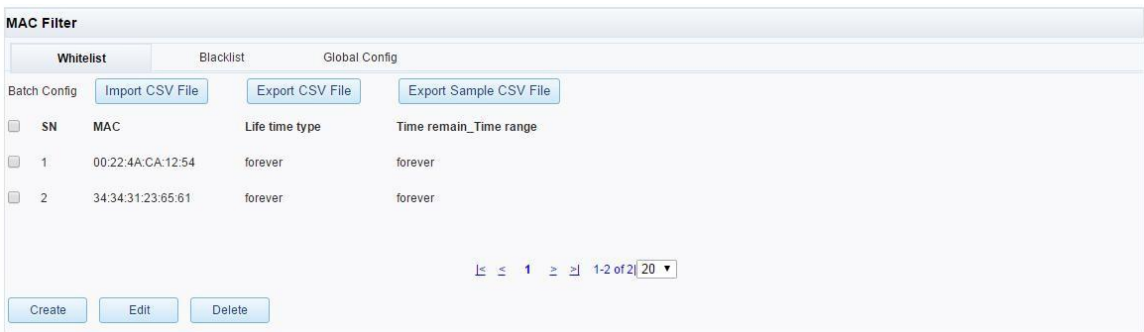 MAC Filter
Whitelist Blacklist Global Config
Batch Config Import CSV File Export CSV File Export Sample CSV File
SN MAC Life time type Time remain_Time range
1 00:22:4A:CA:12:54 forever forever
2 34:34:31:23:65:61 forever forever
|< < 1 > >| 1-2 of 2| 20
Create Edit Delete